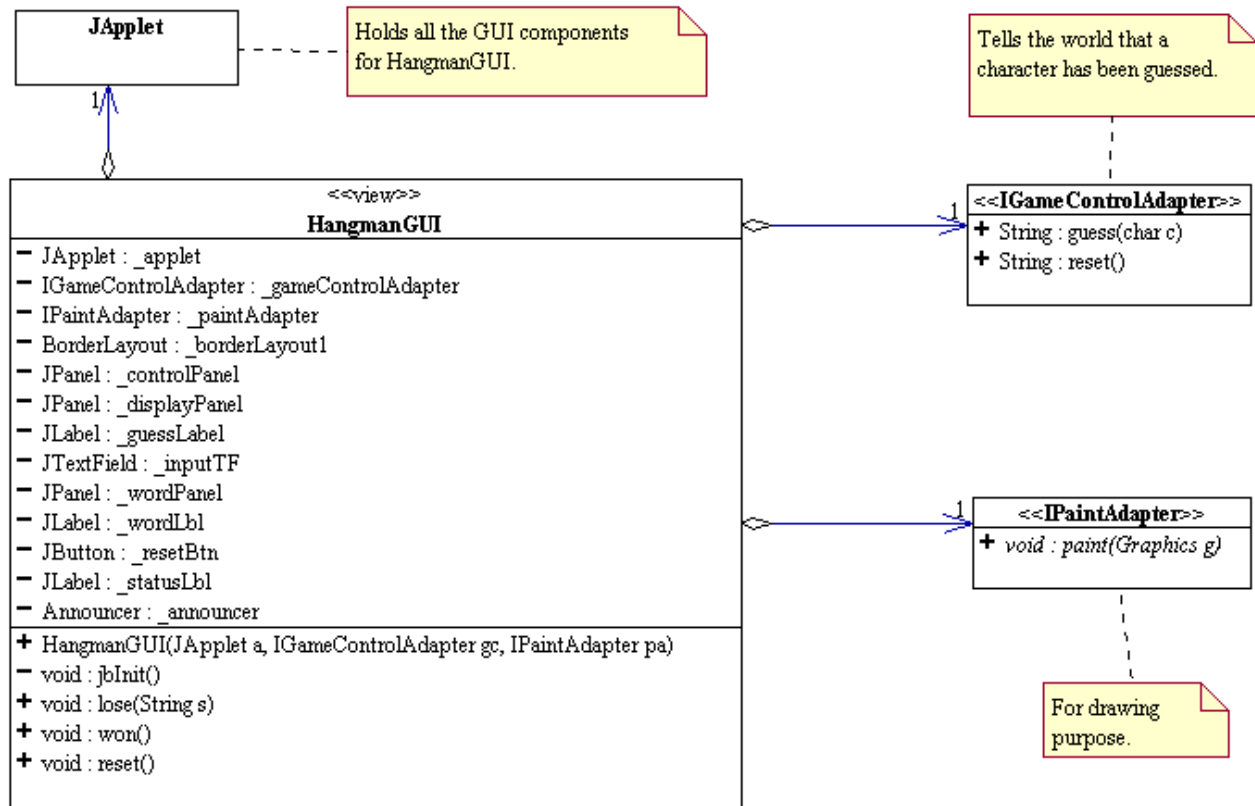 JApplet
Holds all the GUI components
for HangmanGUI.
Tells the world that a
character has been guessed.
1
<<view>>
HangmanGUI
- JApplet : _applet
- IGameControlAdapter : _gameControlAdapter
- IPaintAdapter : _paintAdapter
- BorderLayout : _borderLayout1
- JPanel : _controlPanel
- JPanel : _displayPanel
- JLabel : _guessLabel
- JTextField : _inputTF
- JPanel : _wordPanel
- JLabel : _wordLbl
- JButton : _resetBtn
- JLabel : _statusLbl
- Announcer : _announcer
+ HangmanGUI(JApplet a, IGameControlAdapter gc, IPaintAdapter pa)
- void : jbInit()
+ void : lose(String s)
+ void : won()
+ void : reset()
1
<<IGameControlAdapter>>
+ String : guess(char c)
+ String : reset()
1
<<IPaintAdapter>>
+ void : paint(Graphics g)
For drawing
purpose.